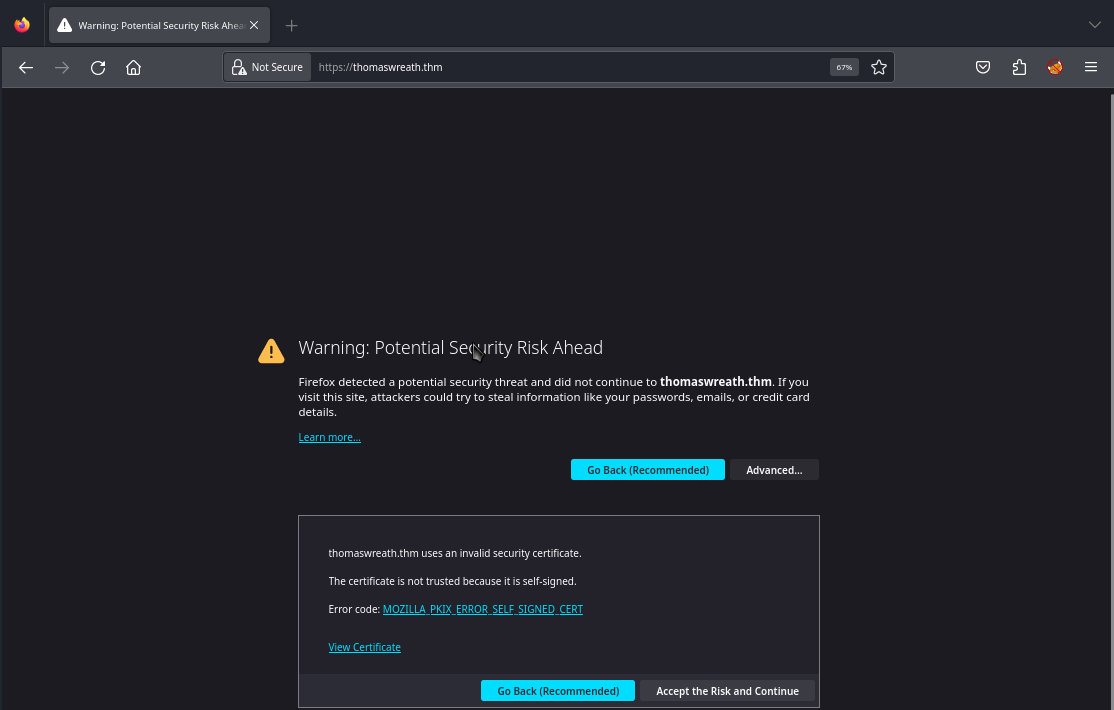 Warning: Potential Security Risk Ahea
Not Secure
https://thomaswreath.thm
67%
Warning: Potential Security Risk Ahead
Firefox detected a potential security threat and did not continue to thomaswreath.thm. If you
visit this site, attackers could try to steal information like your passwords, emails, or credit card
details.
Learn more...
Go Back (Recommended)
Advanced...
thomaswreath.thm uses an invalid security certificate.
The certificate is not trusted because it is self-signed.
Error code: MOZILLA_PKIX_ERROR_SELF_SIGNED_CERT
View Certificate
Go Back (Recommended)
Accept the Risk and Continue